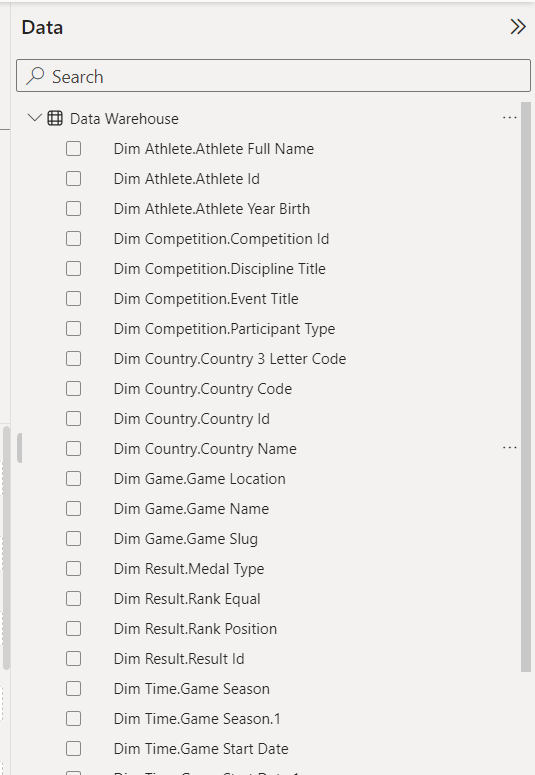 Data
Search
Data Warehouse
Dim Athlete.Athlete Full Name
Dim Athlete.Athlete Id
Dim Athlete.Athlete Year Birth
Dim Competition.Competition Id
Dim Competition.Discipline Title
Dim Competition.Event Title
Dim Competition.Participant Type
Dim Country.Country 3 Letter Code
Dim Country.Country Code
Dim Country.Country Id
Dim Country.Country Name
Dim Game.Game Location
Dim Game.Game Name
Dim Game.Game Slug
Dim Result.Medal Type
Dim Result.Rank Equal
Dim Result.Rank Position
Dim Result.Result Id
Dim Time.Game Season
Dim Time.Game Season.1
Dim Time.Game Start Date